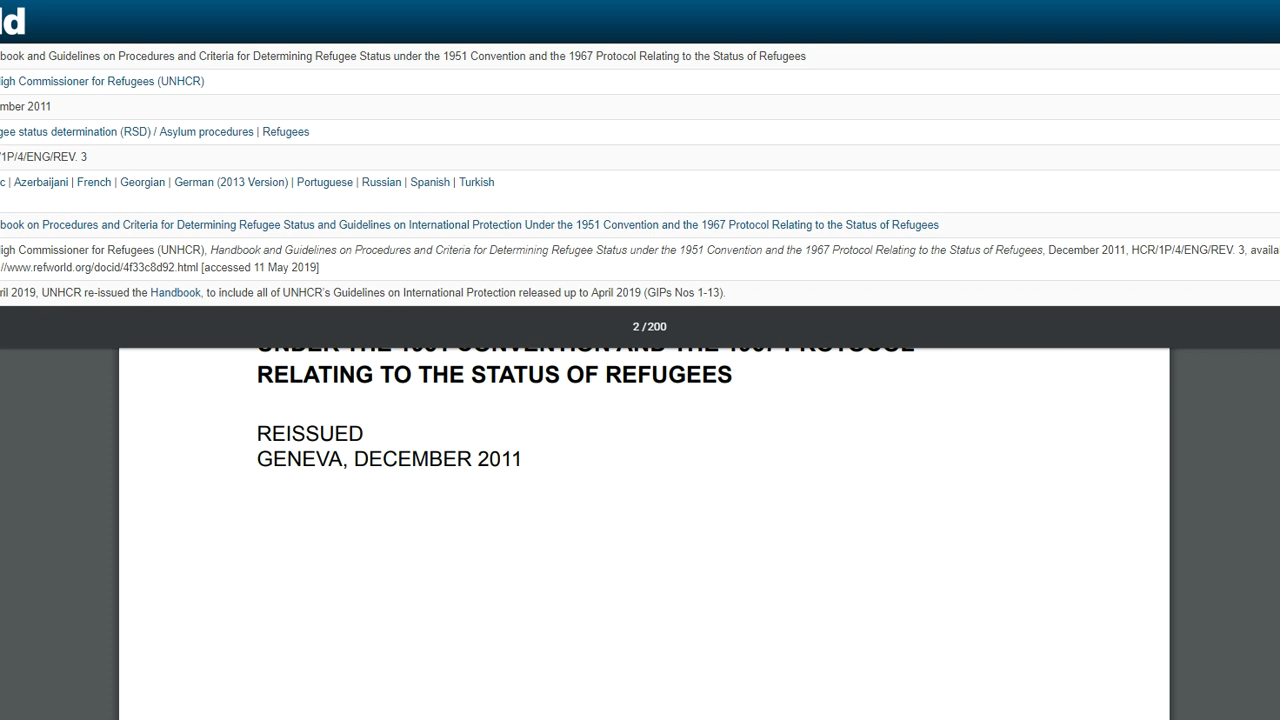 ld
book and Guidelines on Procedures and Criteria for Determining Refugee Status under the 1951 Convention and the 1967 Protocol Relating to the Status of Refugees
igh Commissioner for Refugees (UNHCR)
mber 2011
gee status determination (RSD) / Asylum procedures | Refugees
/1P/4/ENG/REV. 3
c | Azerbaijani | French | Georgian | German (2013 Version) | Portuguese | Russian | Spanish | Turkish
book on Procedures and Criteria for Determining Refugee Status and Guidelines on International Protection Under the 1951 Convention and the 1967 Protocol Relating to the Status of Refugees
igh Commissioner for Refugees (UNHCR), Handbook and Guidelines on Procedures and Criteria for Determining Refugee Status under the 1951 Convention and the 1967 Protocol Relating to the Status of Refugees, December 2011, HCR/1P/4/ENG/REV. 3, availa
//www.refworld.org/docid/4f33c8d92.html [accessed 11 May 2019]
ril 2019, UNHCR re-issued the Handbook, to include all of UNHCR's Guidelines on International Protection released up to April 2019 (GIPs Nos 1-13).
2 / 200
UNDER THE 1951 CONVENTION AND THE 1967 PROTOCOL
RELATING TO THE STATUS OF REFUGEES
REISSUED
GENEVA, DECEMBER 2011